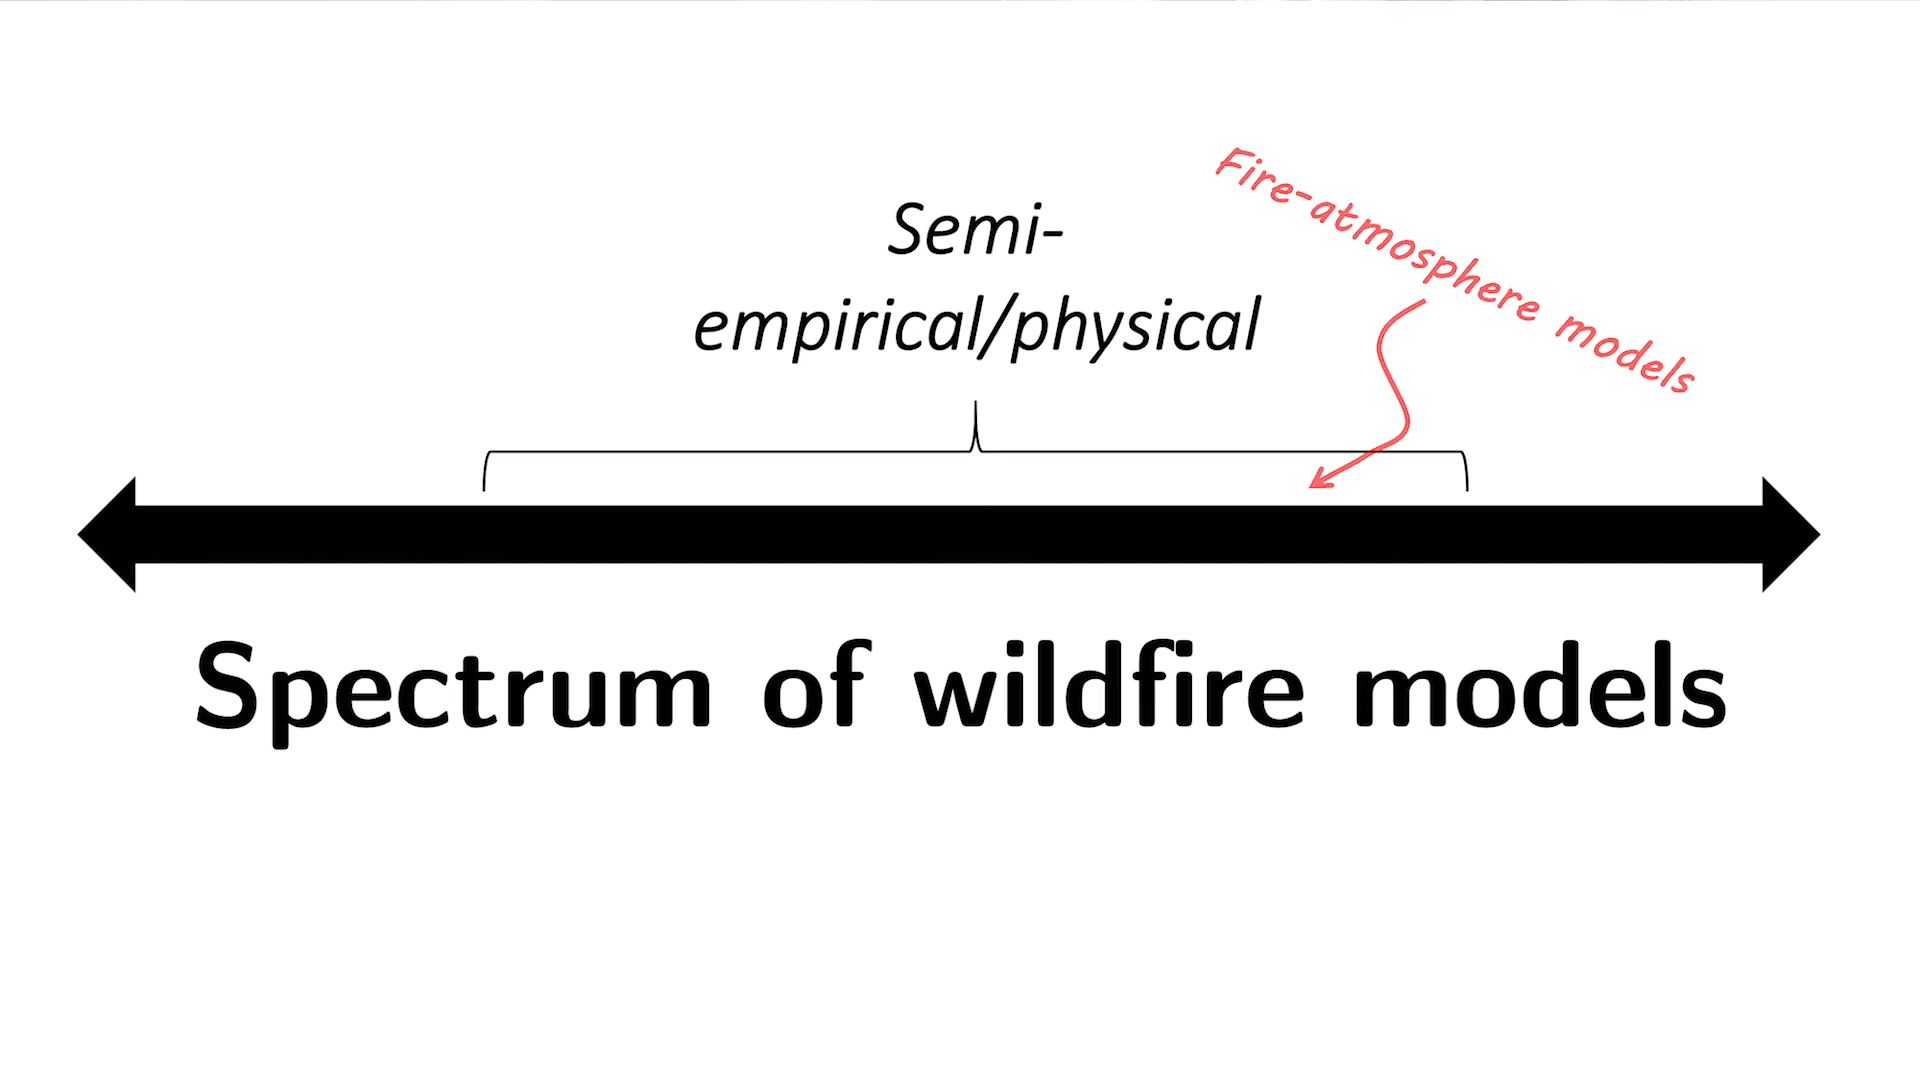 Semi-
empirical/physical
Fire-atmosphere models
Spectrum of wildfire models